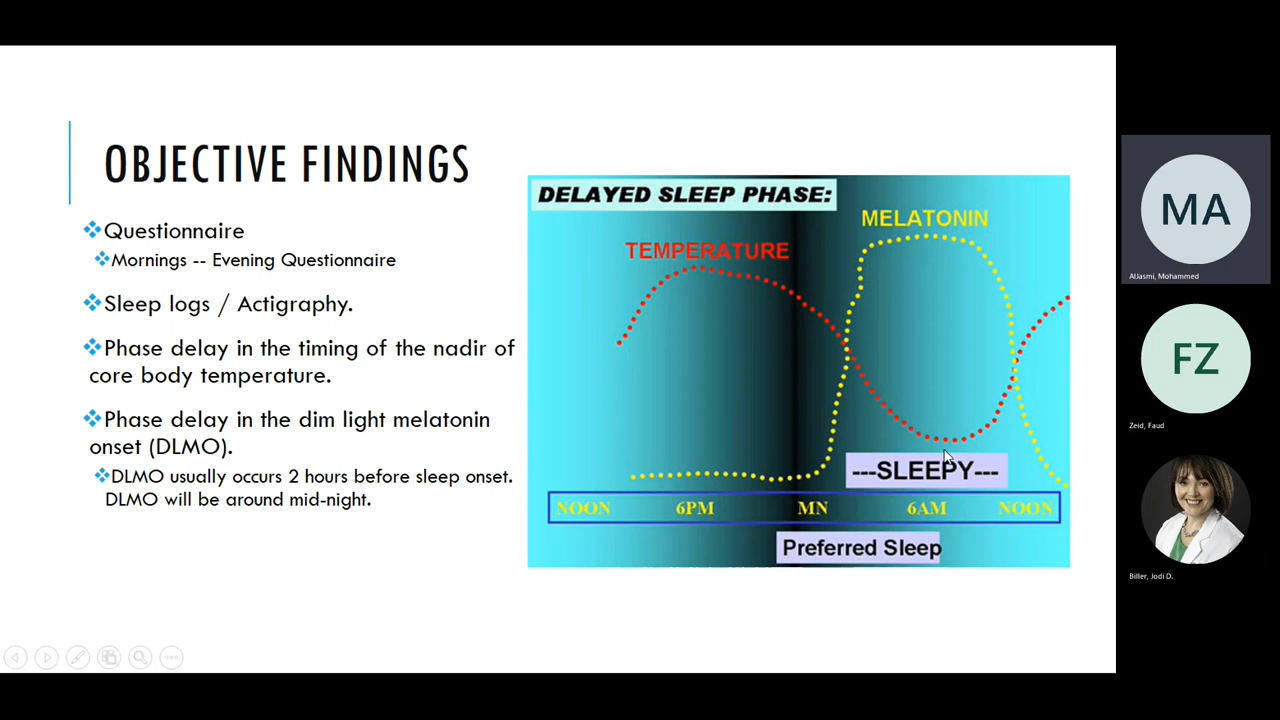 OBJECTIVE FINDINGS
Questionnaire
Mornings -- Evening Questionnaire
Sleep logs / Actigraphy.
Phase delay in the timing of the nadir of
core body temperature.
Phase delay in the dim light melatonin
onset (DLMO).
DLMO usually occurs 2 hours before sleep onset.
DLMO will be around mid-night.
DELAYED SLEEP PHASE:
MELATONIN
TEMPERATURE
---SLEEPY---
NOON 6PM MN 6AM NOON
Preferred Sleep
MA
AlJasmi, Mohammed
FZ
Zeid, Faud
Biller, Jodi D.